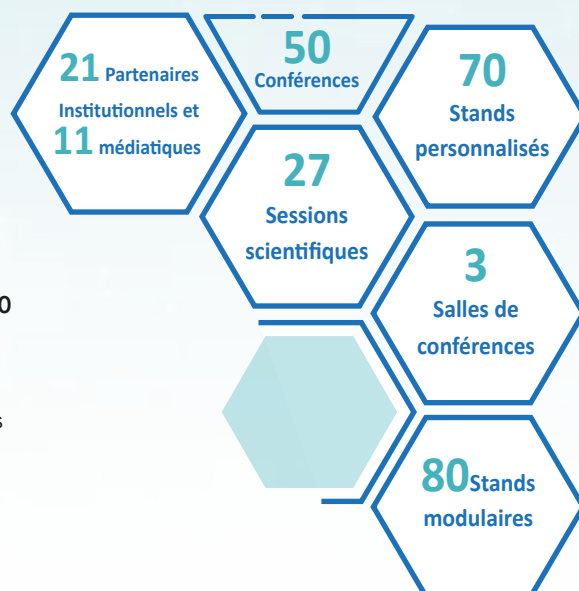 21 Partenaires
Institutionnels et
11 médiatiques
50
Conférences
70
Stands
personnalisés
27
Sessions
scientifiques
3
Salles de
conférences
0
s
80 Stands
modulaires